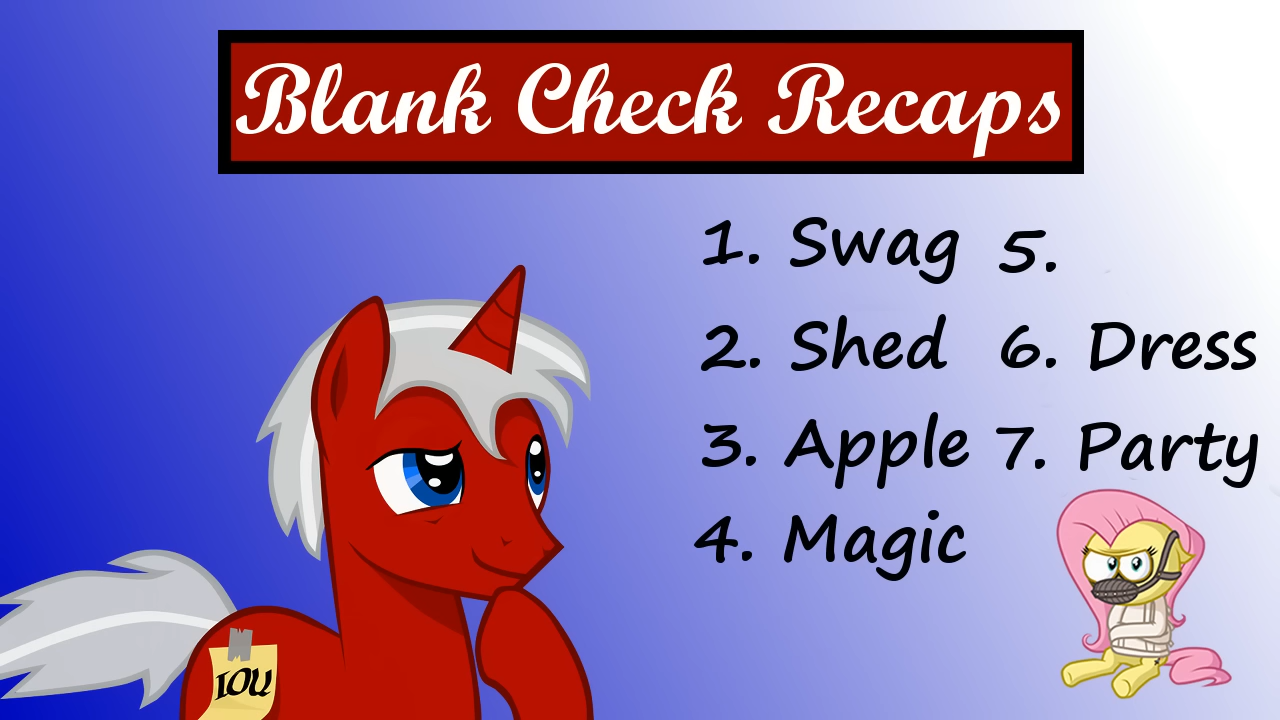 Blank Check Recaps
1. Swag
2. Shed
3. Apple
4. Magic
5.
6. Dress
7. Party
IOU